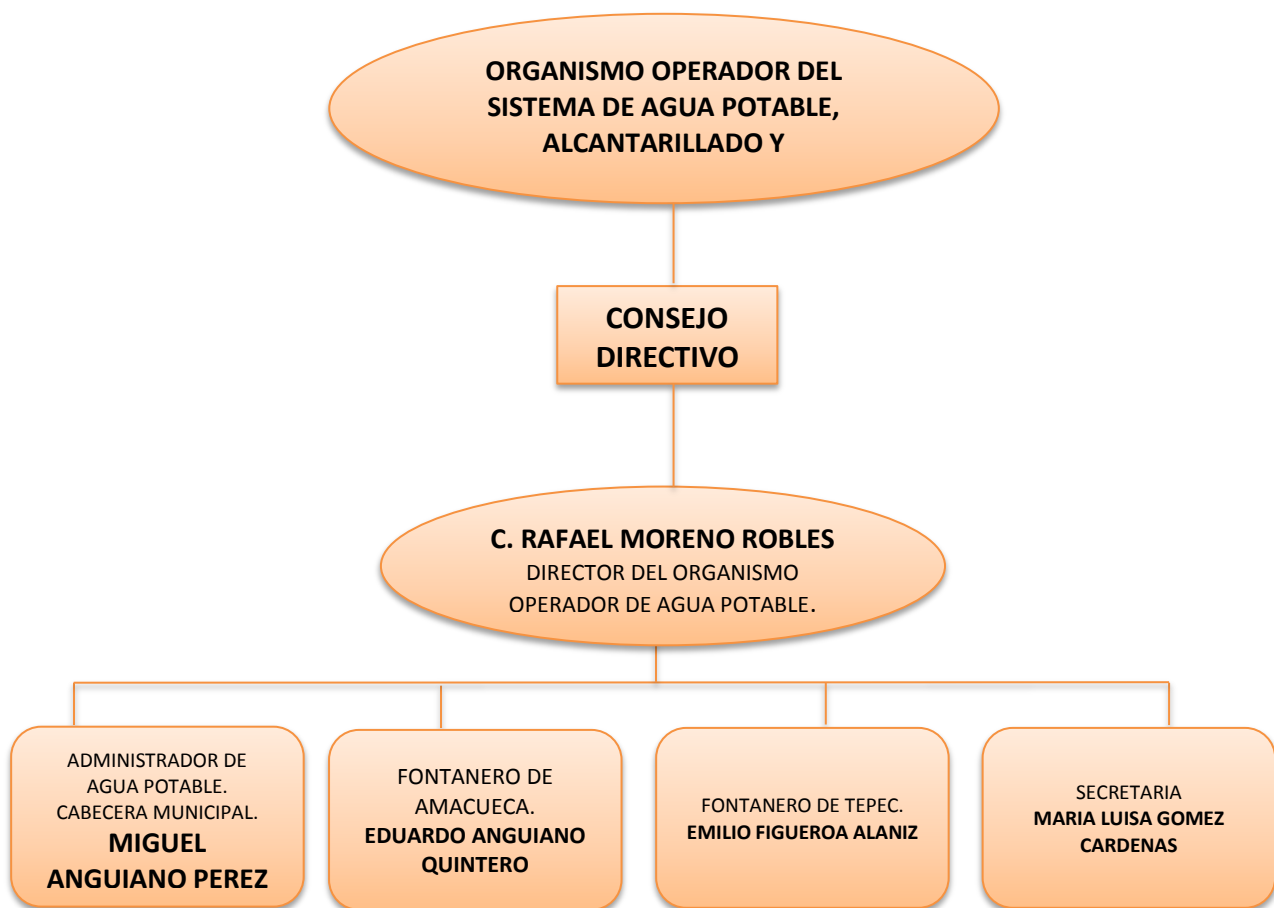 ORGANISMO OPERADOR DEL
SISTEMA DE AGUA POTABLE,
ALCANTARILLADO Y
CONSEJO
DIRECTIVO
C. RAFAEL MORENO ROBLES
DIRECTOR DEL ORGANISMO
OPERADOR DE AGUA POTABLE.
ADMINISTRADOR DE
AGUA POTABLE.
CABECERA MUNICIPAL.
MIGUEL
ANGUIANO PEREZ
FONTANERO DE
AMACUECA.
EDUARDO ANGUIANO
QUINTERO
FONTANERO DE TEPEC.
EMILIO FIGUEROA ALANIZ
SECRETARIA
MARIA LUISA GOMEZ
CARDENAS